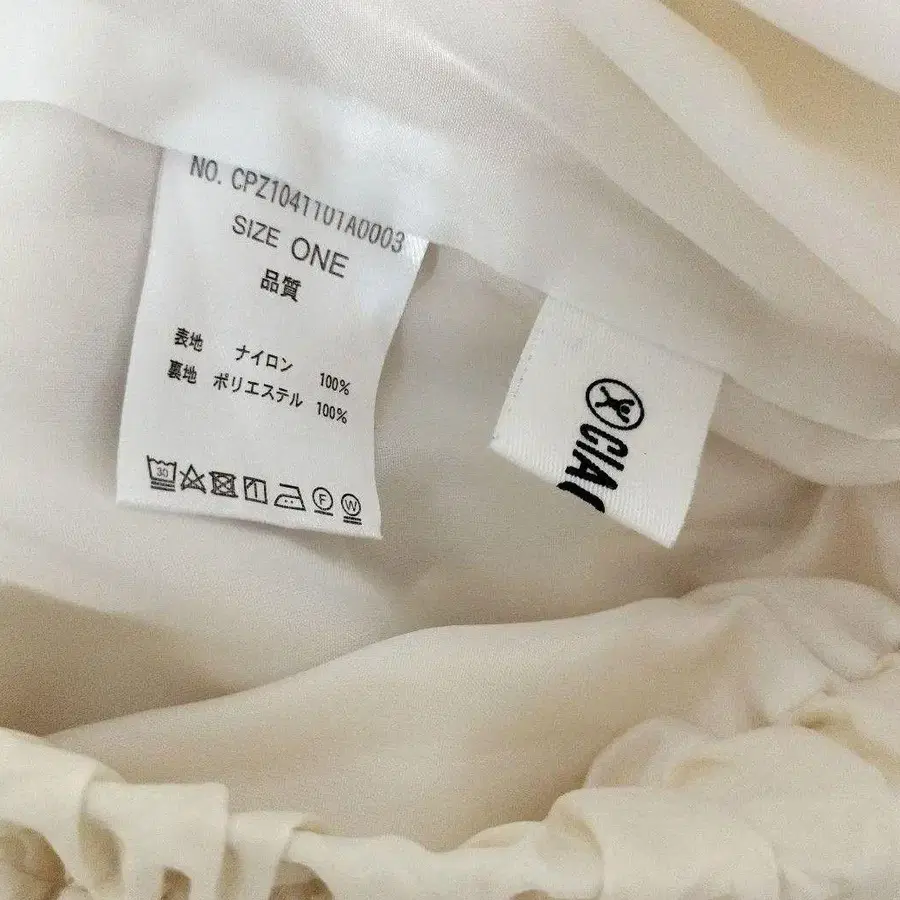 NO. CPZ1041101A0003
SIZE ONE
品質
表地 ナイロン 100%
裏地 ポリエステル 100%
30
F
W